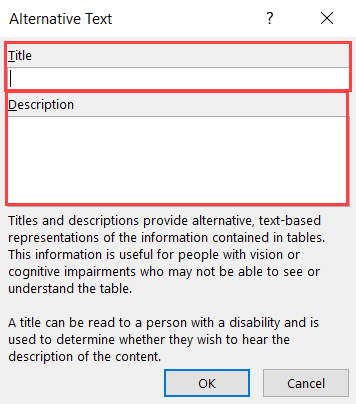 Alternative Text ? ×
Title
Description
Titles and descriptions provide alternative, text-based
representations of the information contained in tables.
This information is useful for people with vision or
cognitive impairments who may not be able to see or
understand the table.
A title can be read to a person with a disability and is
used to determine whether they wish to hear the
description of the content.
OK Cancel